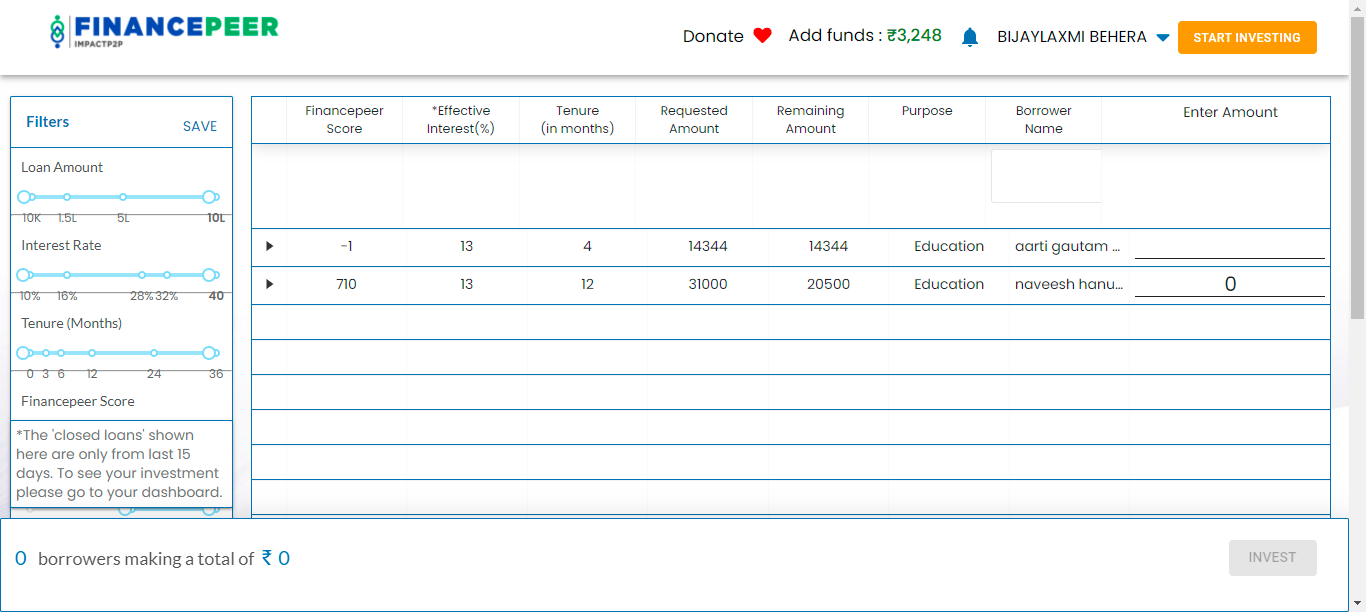 FINANCEPEER
IMPACTP2P
Donate Add funds : ₹3,248 BIJAYLAXMI BEHERA START INVESTING
Filters
SAVE
Loan Amount
10K 1.5L 5L 10L
Interest Rate
10% 16% 28% 32% 40
Tenure (Months)
0 3 6 12 24 36
Financepeer Score
*The 'closed loans' shown
here are only from last 15
days. To see your investment
please go to your dashboard.
Financepeer Score *Effective Interest(%) Tenure (in months) Requested Amount Remaining Amount Purpose Borrower Name Enter Amount
-1 13 4 14344 14344 Education aarti gautam ...
710 13 12 31000 20500 Education naveesh hanu... 0
0 borrowers making a total of ₹ 0
INVEST